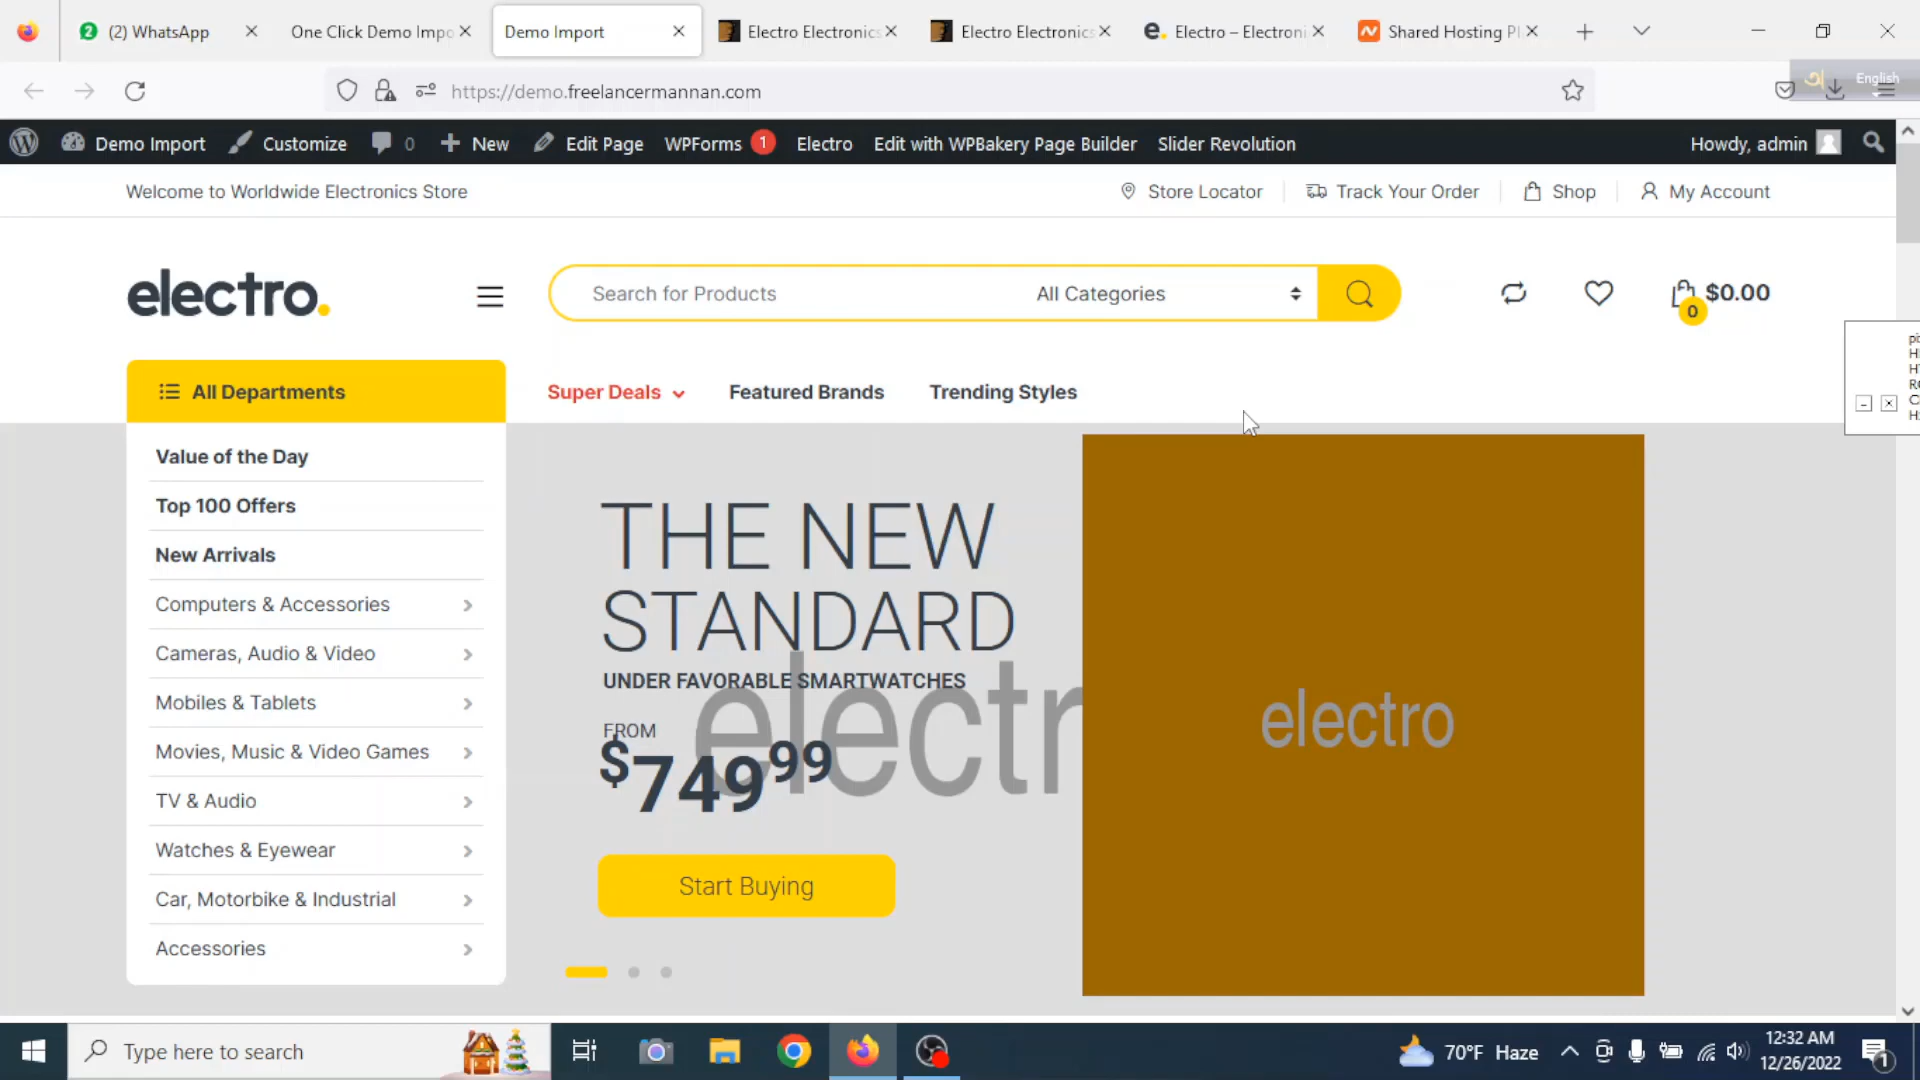 (2) WhatsApp
One Click Demo Impo
Demo Import
Electro Electronics
Electro Electronics
Electro – Electroni
Shared Hosting Pl
https://demo.freelancermannan.com
English
Demo Import
Customize
0
New
Edit Page
WPForms 1
Electro
Edit with WPBakery Page Builder
Slider Revolution
Howdy, admin
Welcome to Worldwide Electronics Store
Store Locator
Track Your Order
Shop
My Account
electro.
Search for Products
All Categories
0
$0.00
All Departments
Super Deals
Featured Brands
Trending Styles
Value of the Day
Top 100 Offers
New Arrivals
Computers & Accessories
Cameras, Audio & Video
Mobiles & Tablets
Movies, Music & Video Games
TV & Audio
Watches & Eyewear
Car, Motorbike & Industrial
Accessories
THE NEW
STANDARD
UNDER FAVORABLE SMARTWATCHES
FROM
$749 99
electr
Start Buying
electro
Type here to search
70°F Haze
12:32 AM
12/26/2022
1